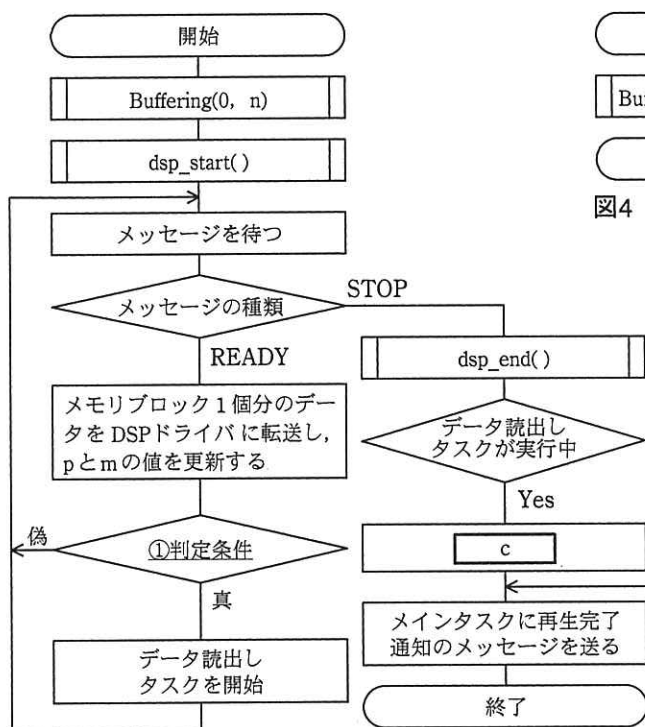 開始
Buffering(0, n)
dsp_start()
メッセージを待つ
メッセージの種類
STOP
READY
メモリブロック1個分のデー
タをDSPドライバに転送し,
pとmの値を更新する
①判定条件
偽
真
データ読出し
タスクを開始
dsp_end()
データ読出し
タスクが実行中
Yes
c
メインタスクに再生完了
通知のメッセージを送る
終了
図4